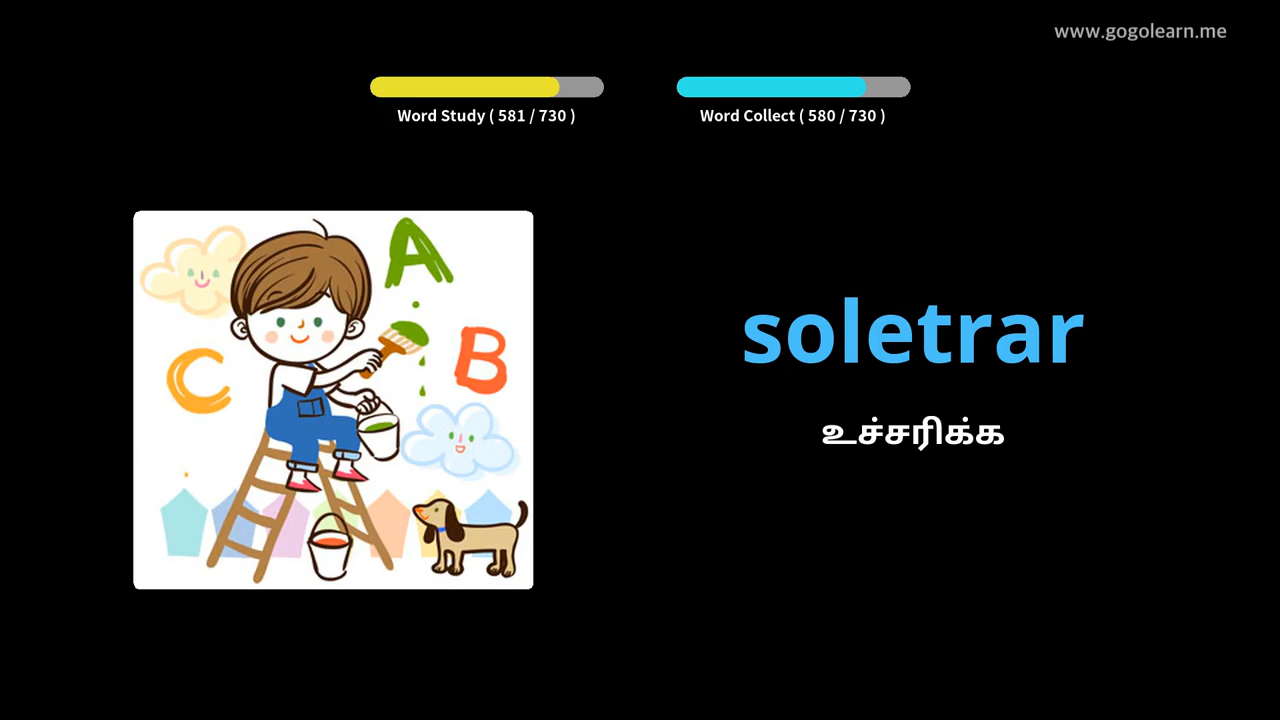 www.gogolearn.me
Word Study ( 581 / 730 )
Word Collect ( 580 / 730 )
A
B
C
soletrar
உச்சரிக்க